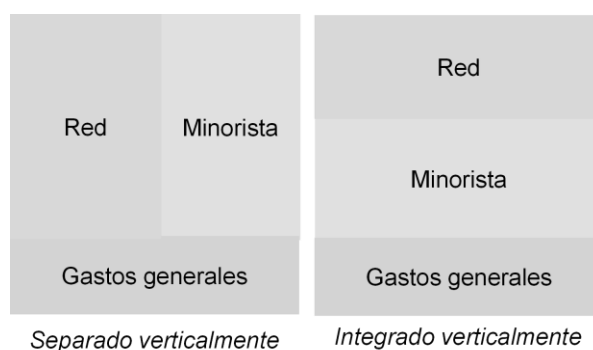 Red
Minorista
Gastos generales
Separado verticalmente
Red
Minorista
Gastos generales
Integrado verticalmente